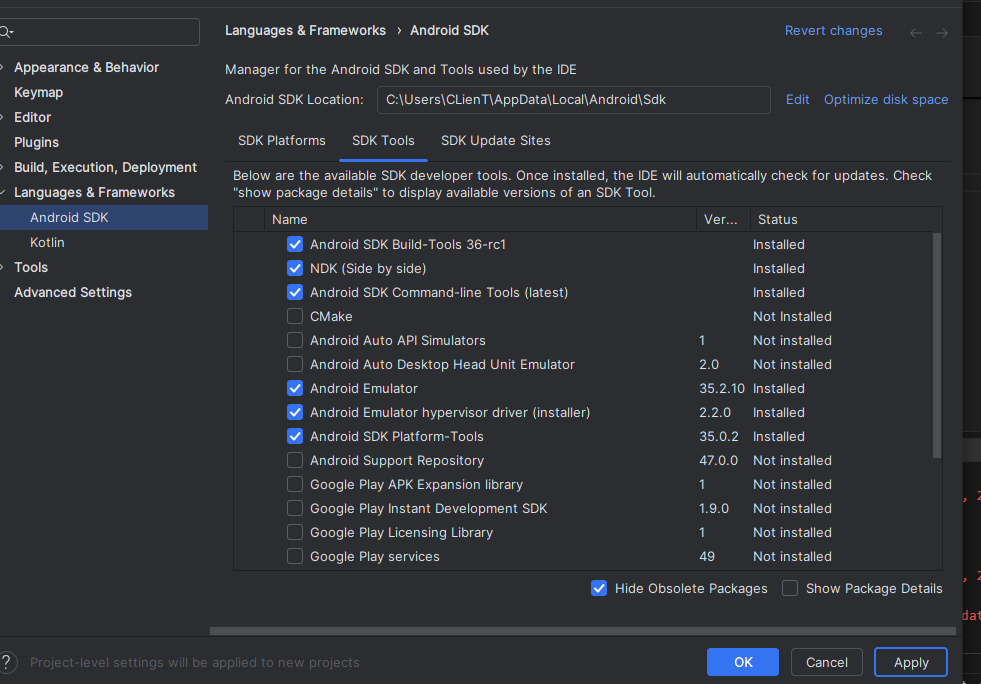 Languages & Frameworks › Android SDK
Revert changes
Appearance & Behavior
Keymap
Editor
Plugins
Build, Execution, Deployment
Languages & Frameworks
Android SDK
Kotlin
Tools
Advanced Settings
Manager for the Android SDK and Tools used by the IDE
Android SDK Location: C:\Users\CLienT\AppData\Local\Android\Sdk Edit Optimize disk space
SDK Platforms SDK Tools SDK Update Sites
Below are the available SDK developer tools. Once installed, the IDE will automatically check for updates. Check
"show package details" to display available versions of an SDK Tool.
Name Ver... Status
Android SDK Build-Tools 36-rc1 Installed
NDK (Side by side) Installed
Android SDK Command-line Tools (latest) Installed
CMake Not Installed
Android Auto API Simulators 1 Not installed
Android Auto Desktop Head Unit Emulator 2.0 Not installed
Android Emulator 35.2.10 Installed
Android Emulator hypervisor driver (installer) 2.2.0 Installed
Android SDK Platform-Tools 35.0.2 Installed
Android Support Repository 47.0.0 Not installed
Google Play APK Expansion library 1 Not installed
Google Play Instant Development SDK 1.9.0 Not installed
Google Play Licensing Library 1 Not installed
Google Play services 49 Not installed
Hide Obsolete Packages Show Package Details
? Project-level settings will be applied to new projects
OK Cancel Apply